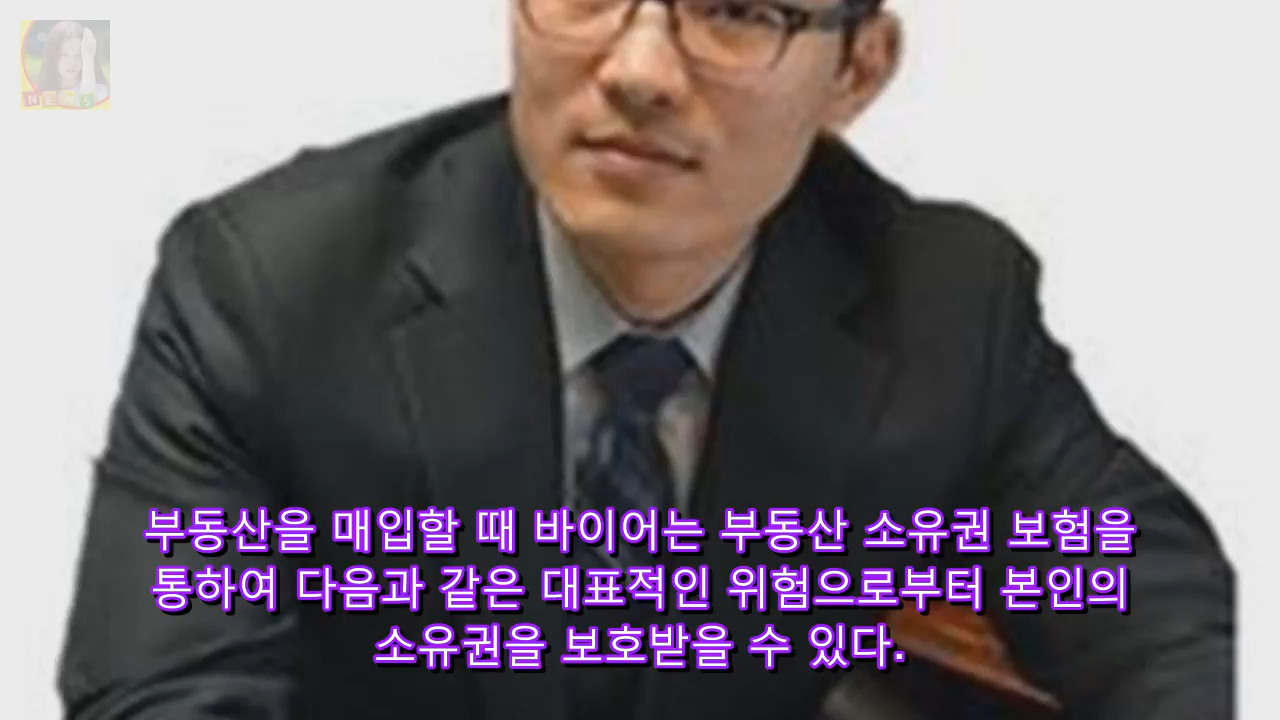 NEWS
부동산을 매입할 때 바이어는 부동산 소유권 보험을
통하여 다음과 같은 대표적인 위험으로부터 본인의
소유권을 보호받을 수 있다.